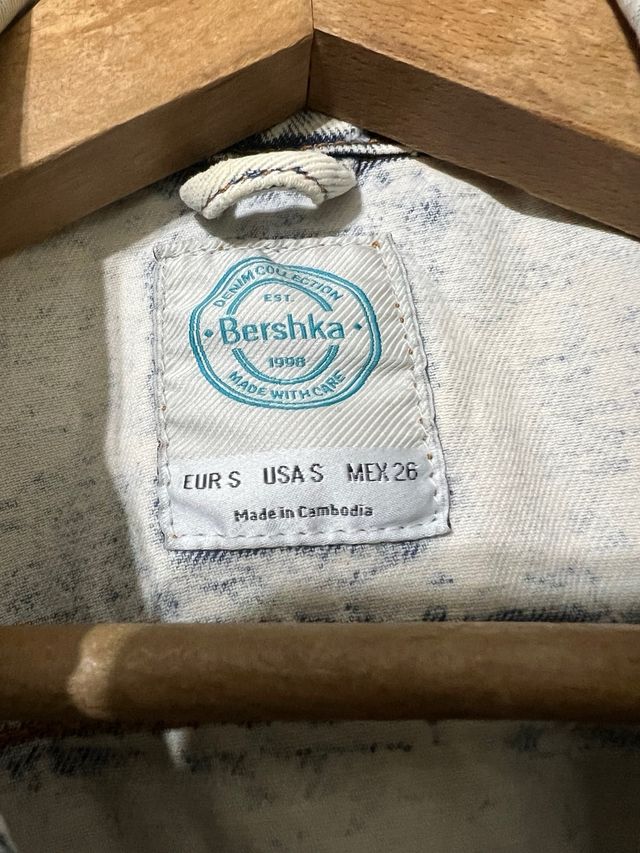 DENIM COLLECTION
EST.
Bershka
1998
MADE WITH CARE
EUR S USA S MEX 26
Made in Cambodia